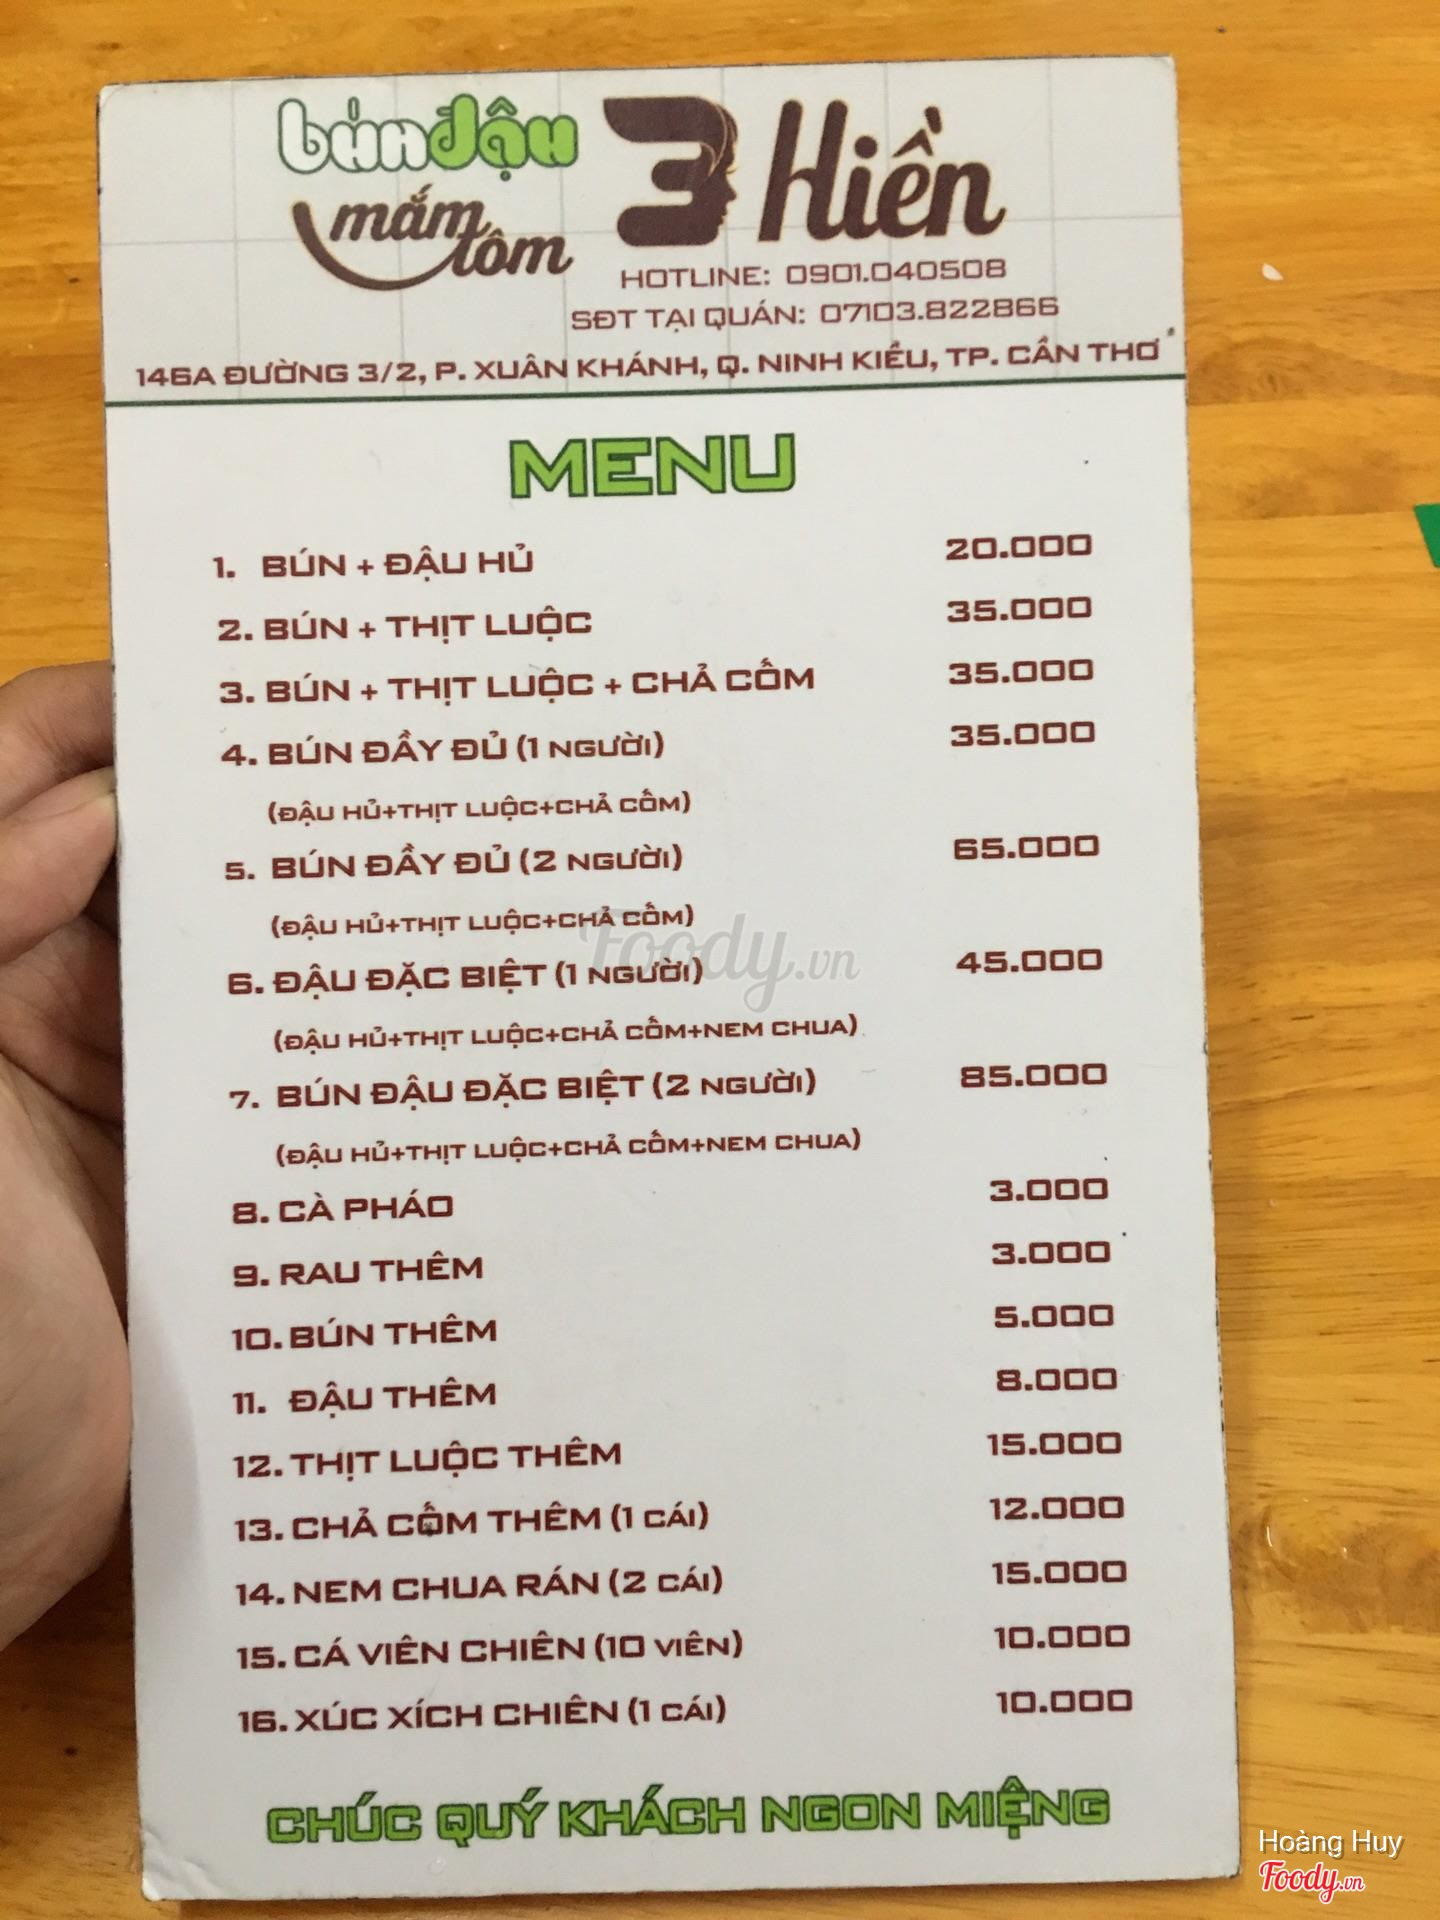 bún đậu
mắm tôm
3 Hiền
HOTLINE: 0901.040508
SĐT TẠI QUÁN: 07103.822866
146A ĐƯỜNG 3/2, P. XUÂN KHÁNH, Q. NINH KIỀU, TP. CẦN THƠ
MENU
1. BÚN + ĐẬU HỦ 20.000
2. BÚN + THỊT LUỘC 35.000
3. BÚN + THỊT LUỘC + CHẢ CỐM 35.000
4. BÚN ĐẦY ĐỦ (1 NGƯỜI) 35.000
(ĐẬU HỦ+THỊT LUỘC+CHẢ CỐM)
5. BÚN ĐẦY ĐỦ (2 NGƯỜI) 65.000
(ĐẬU HỦ+THỊT LUỘC+CHẢ CỐM)
Foody.vn
6. ĐẬU ĐẶC BIỆT (1 NGƯỜI) 45.000
(ĐẬU HỦ+THỊT LUỘC+CHẢ CỐM+NEM CHUA)
7. BÚN ĐẬU ĐẶC BIỆT (2 NGƯỜI) 85.000
(ĐẬU HỦ+THỊT LUỘC+CHẢ CỐM+NEM CHUA)
8. CÀ PHÁO 3.000
9. RAU THÊM 3.000
10. BÚN THÊM 5.000
11. ĐẬU THÊM 8.000
12. THỊT LUỘC THÊM 15.000
13. CHẢ CỐM THÊM (1 CÁI) 12.000
14. NEM CHUA RÁN (2 CÁI) 15.000
15. CÁ VIÊN CHIÊN (10 VIÊN) 10.000
16. XÚC XÍCH CHIÊN (1 CÁI) 10.000
CHÚC QUÝ KHÁCH NGON MIỆNG
Hoàng Huy
Foody.vn